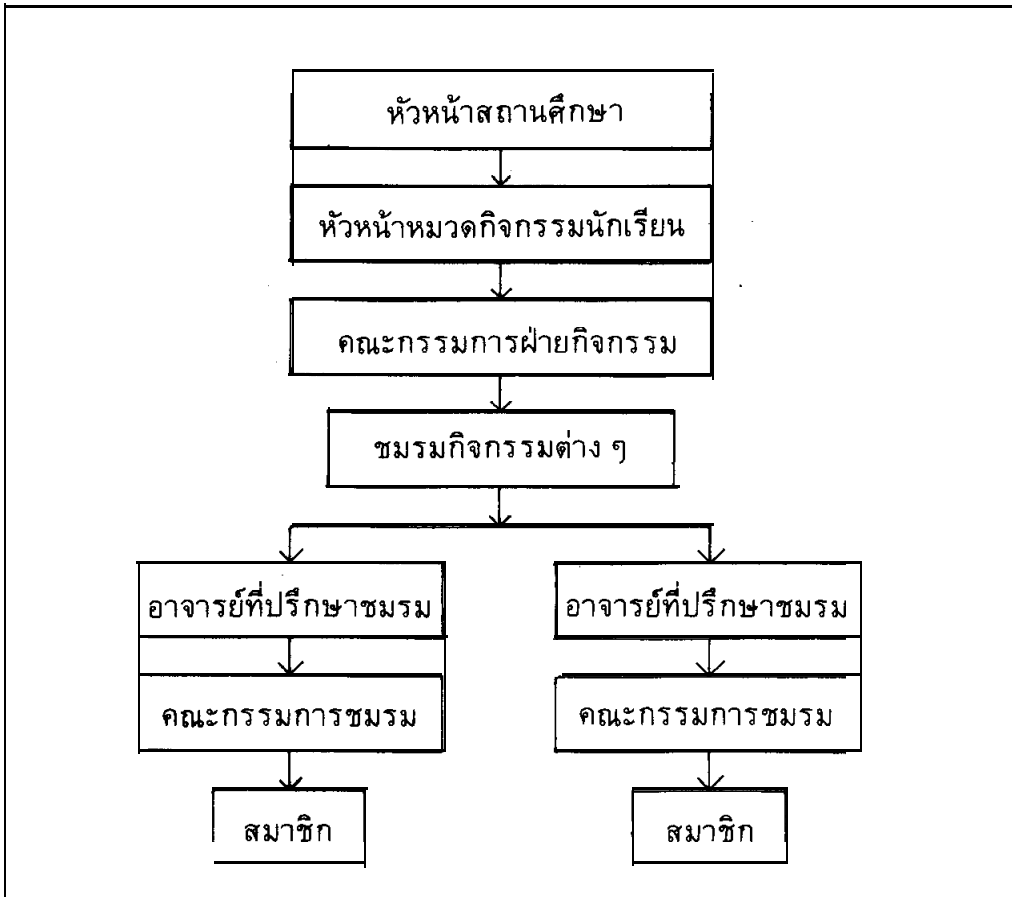 หัวหน้าสถานศึกษา
หัวหน้าหมวดกิจกรรมนักเรียน
คณะกรรมการฝ่ายกิจกรรม
ชมรมกิจกรรมต่าง ๆ
อาจารย์ที่ปรึกษาชมรม อาจารย์ที่ปรึกษาชมรม
คณะกรรมการชมรม คณะกรรมการชมรม
สมาชิก สมาชิก